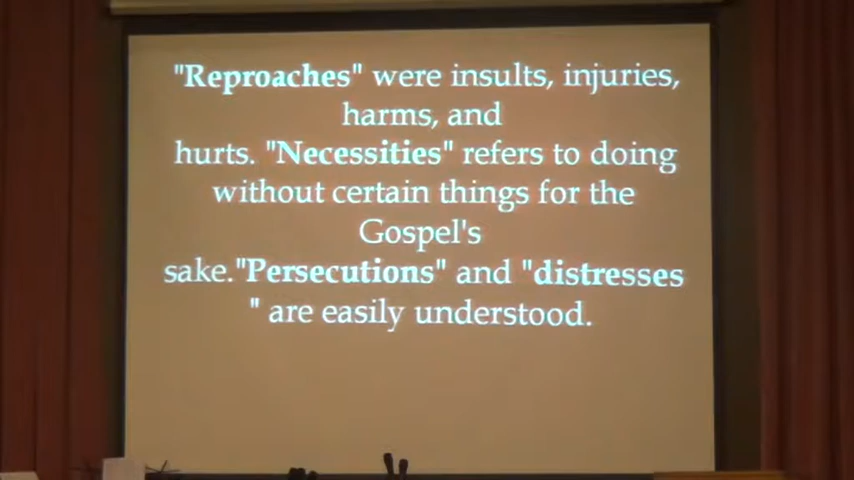 "Reproaches" were insults, injuries,
harms, and
hurts. "Necessities" refers to doing
without certain things for the
Gospel's
sake."Persecutions" and "distresses
" are easily understood.